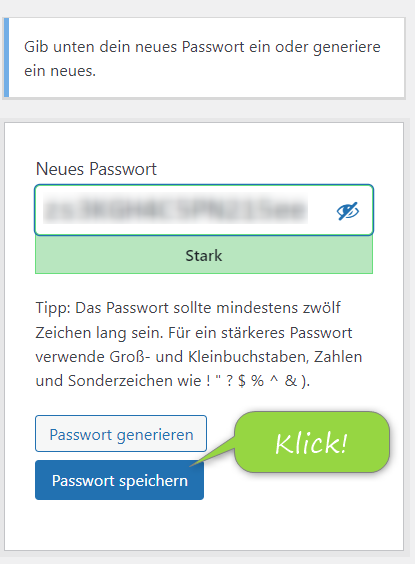 Gib unten dein neues Passwort ein oder generiere
ein neues.
Neues Passwort
Stark
Tipp: Das Passwort sollte mindestens zwölf
Zeichen lang sein. Für ein stärkeres Passwort
verwende Groß- und Kleinbuchstaben, Zahlen
und Sonderzeichen wie ! " ? $ % ^ & ).
Passwort generieren
Klick!
Passwort speichern